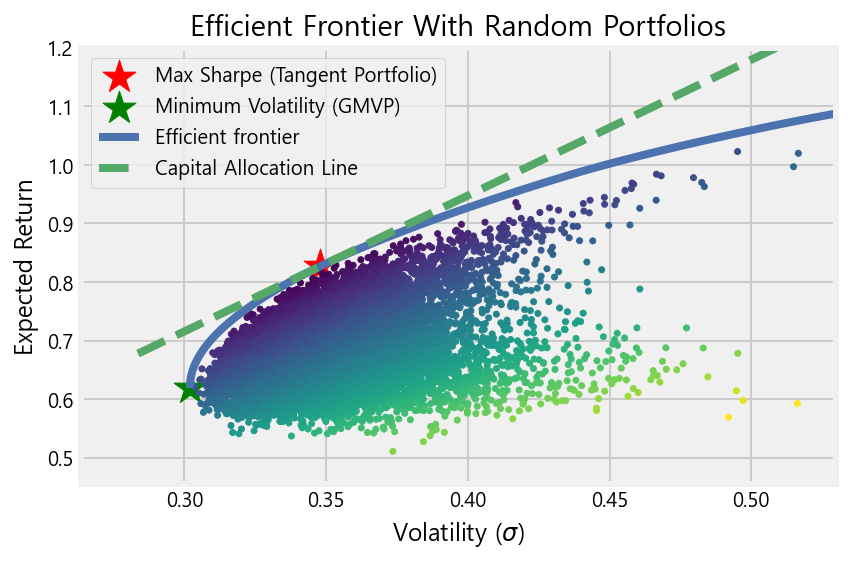 Efficient Frontier With Random Portfolios
Max Sharpe (Tangent Portfolio)
Minimum Volatility (GMVP)
Efficient frontier
Capital Allocation Line
Expected Return
1.2
1.1
1.0
0.9
0.8
0.7
0.6
0.5
0.30 0.35 0.40 0.45 0.50
Volatility (σ)